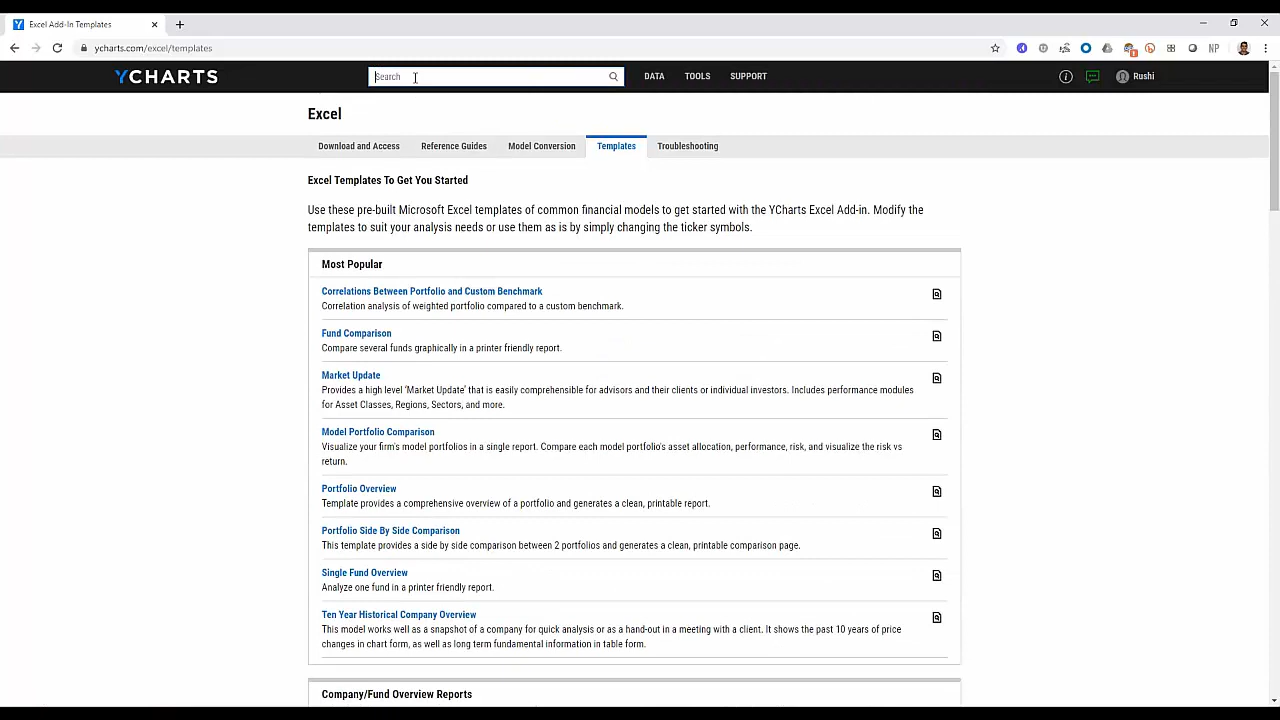 Excel Add-In Templates
ycharts.com/excel/templates
NP
YCHARTS
Search
DATA
TOOLS
SUPPORT
Rushi
Excel
Download and Access
Reference Guides
Model Conversion
Templates
Troubleshooting
Excel Templates To Get You Started
Use these pre-built Microsoft Excel templates of common financial models to get started with the YCharts Excel Add-in. Modify the
templates to suit your analysis needs or use them as is by simply changing the ticker symbols.
Most Popular
Correlations Between Portfolio and Custom Benchmark
Correlation analysis of weighted portfolio compared to a custom benchmark.
Fund Comparison
Compare several funds graphically in a printer friendly report.
Market Update
Provides a high level 'Market Update' that is easily comprehensible for advisors and their clients or individual investors. Includes performance modules
for Asset Classes, Regions, Sectors, and more.
Model Portfolio Comparison
Visualize your firm's model portfolios in a single report. Compare each model portfolio's asset allocation, performance, risk, and visualize the risk vs
return.
Portfolio Overview
Template provides a comprehensive overview of a portfolio and generates a clean, printable report.
Portfolio Side By Side Comparison
This template provides a side by side comparison between 2 portfolios and generates a clean, printable comparison page.
Single Fund Overview
Analyze one fund in a printer friendly report.
Ten Year Historical Company Overview
This model works well as a snapshot of a company for quick analysis or as a hand-out in a meeting with a client. It shows the past 10 years of price
changes in chart form, as well as long term fundamental information in table form.
Company/Fund Overview Reports